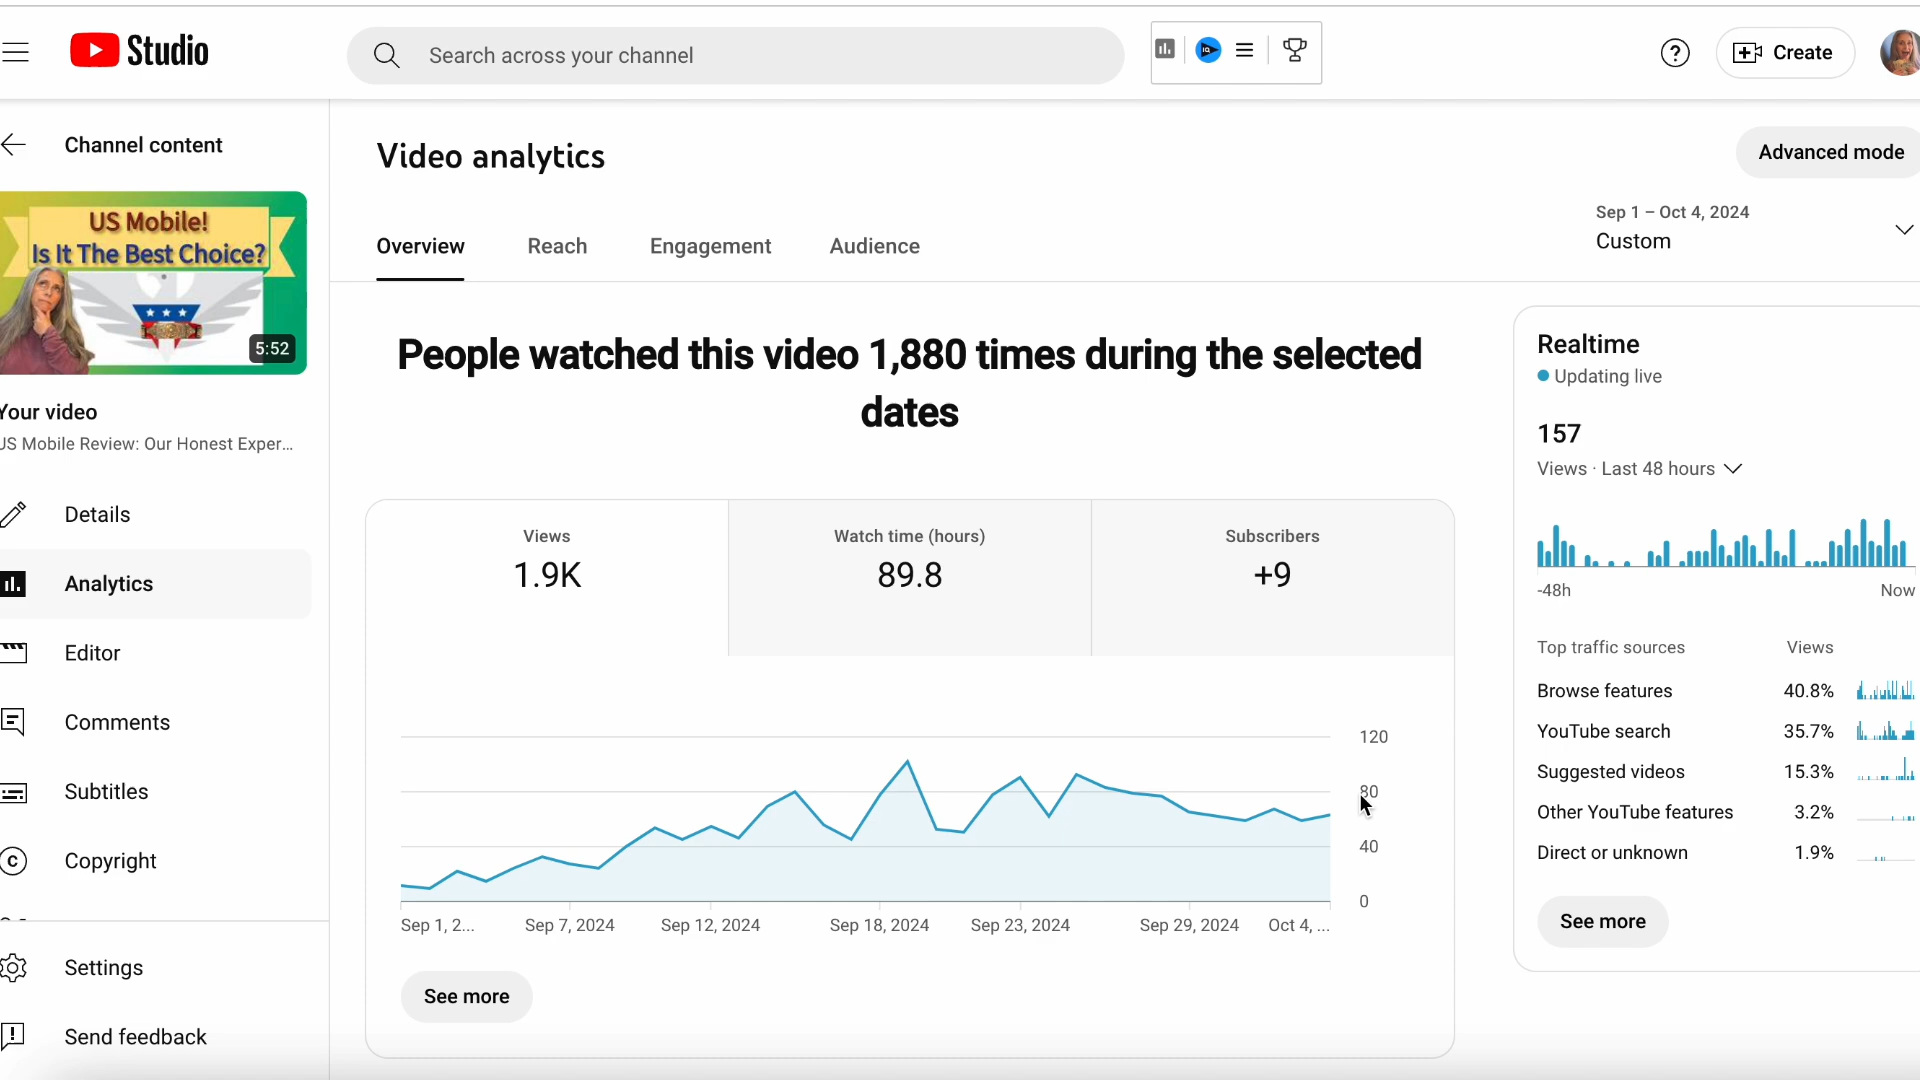 Studio
Search across your channel
IQ
?
Create
Channel content
US Mobile!
Is It The Best Choice?
5:52
Your video
US Mobile Review: Our Honest Exper...
Details
Analytics
Editor
Comments
Subtitles
Copyright
Settings
Send feedback
Video analytics
Advanced mode
Overview
Reach
Engagement
Audience
Sep 1 – Oct 4, 2024
Custom
People watched this video 1,880 times during the selected
dates
Views
1.9K
Watch time (hours)
89.8
Subscribers
+9
120
80
40
0
Sep 1, 2...
Sep 7, 2024
Sep 12, 2024
Sep 18, 2024
Sep 23, 2024
Sep 29, 2024
Oct 4, ...
See more
Realtime
Updating live
157
Views · Last 48 hours
-48h
Now
Top traffic sources Views
Browse features 40.8%
YouTube search 35.7%
Suggested videos 15.3%
Other YouTube features 3.2%
Direct or unknown 1.9%
See more